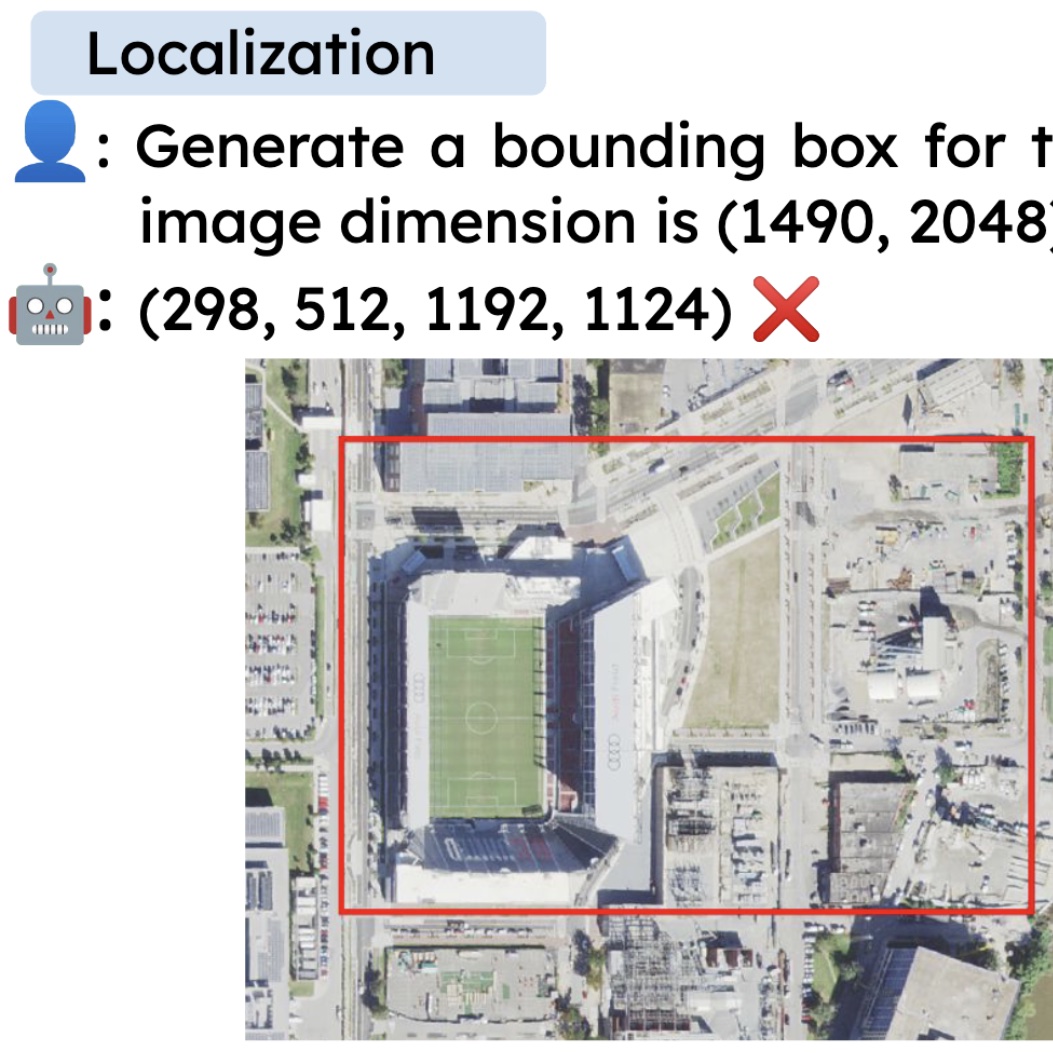 Localization
: Generate a bounding box for t
image dimension is (1490, 2048)
: (298, 512, 1192, 1124)